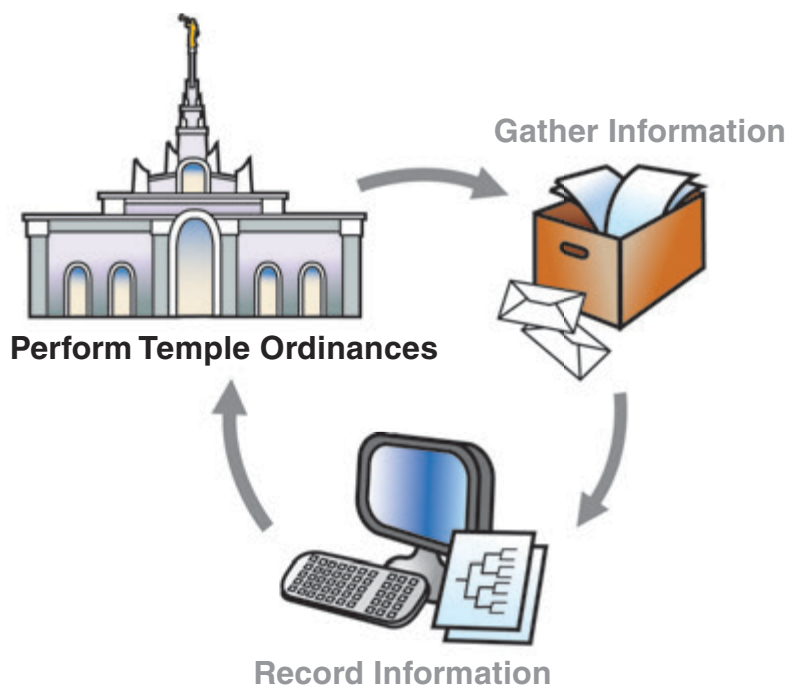 Gather Information
Perform Temple Ordinances
Record Information